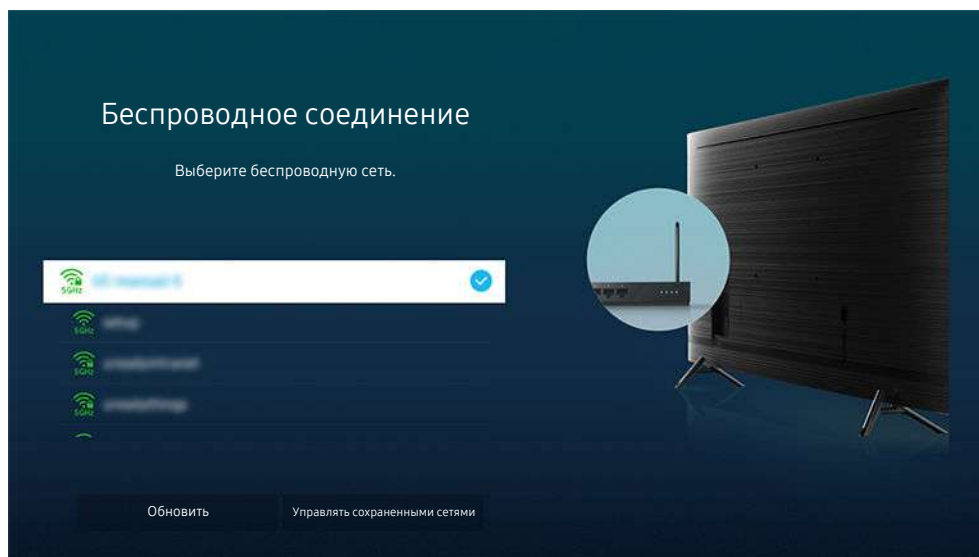 Беспроводное соединение
Выберите беспроводную сеть.
5GHz
5GHz
5GHz
5GHz
Обновить
Управлять сохраненными сетями